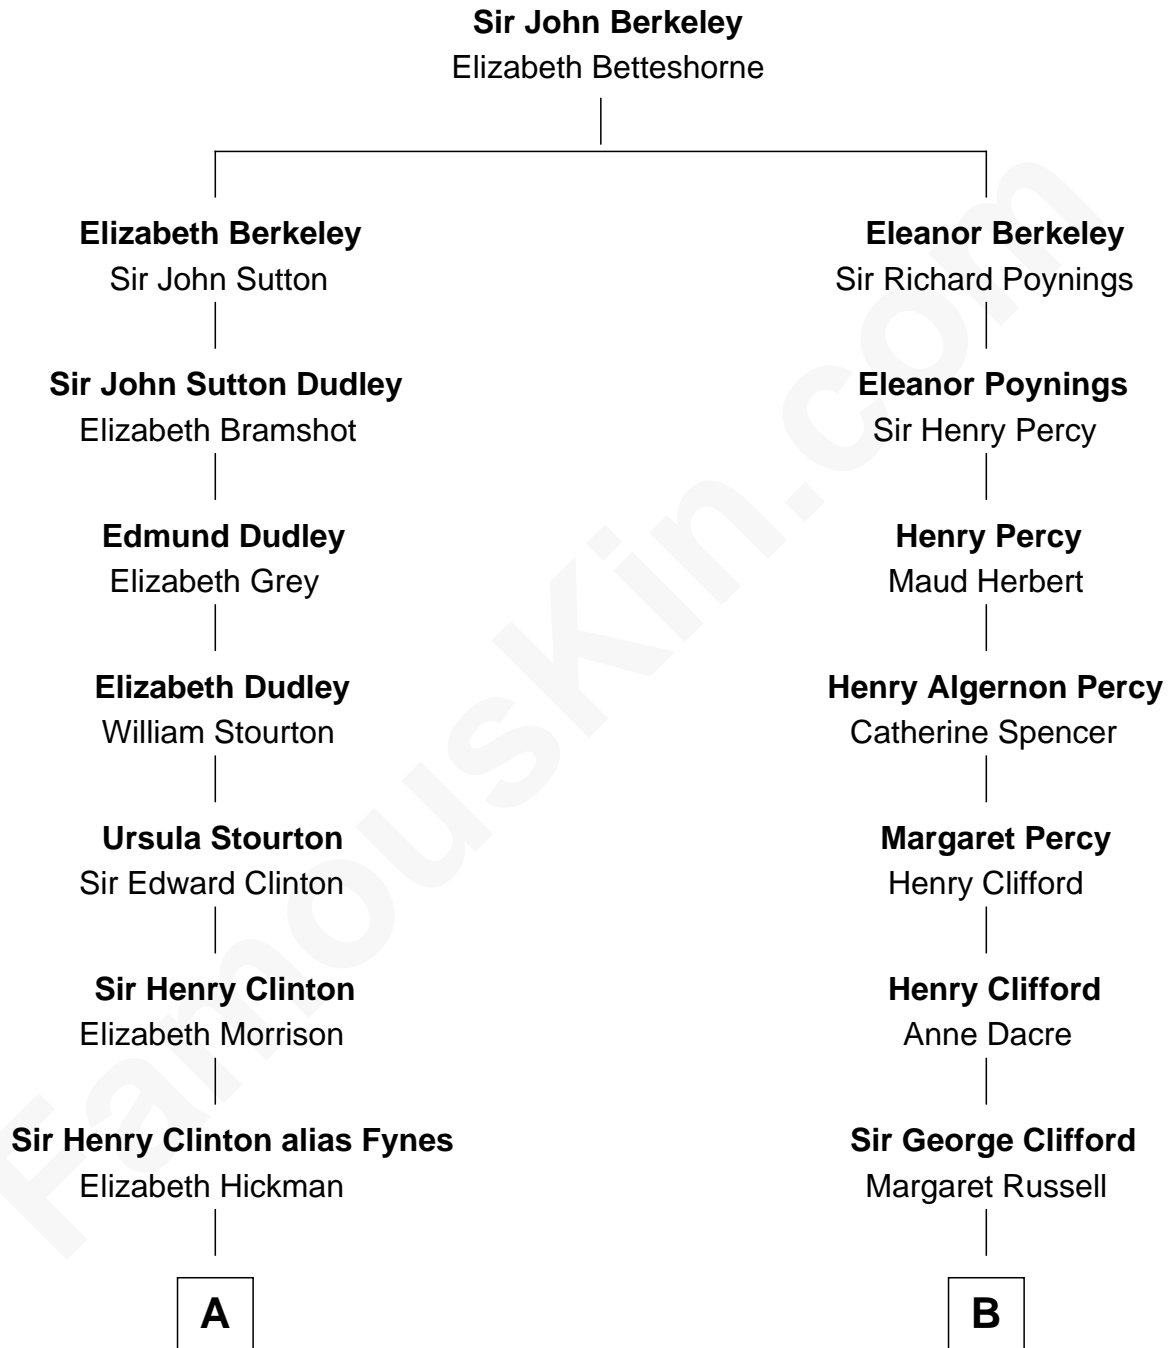 Sir John Berkeley
Elizabeth Betteshorne
Elizabeth Berkeley
Sir John Sutton
Eleanor Berkeley
Sir Richard Poynings
Sir John Sutton Dudley
Elizabeth Bramshot
Eleanor Poynings
Sir Henry Percy
Edmund Dudley
Elizabeth Grey
Henry Percy
Maud Herbert
Elizabeth Dudley
William Stourton
Henry Algernon Percy
Catherine Spencer
Ursula Stourton
Sir Edward Clinton
Margaret Percy
Henry Clifford
Sir Henry Clinton
Elizabeth Morrison
Henry Clifford
Anne Dacre
Sir Henry Clinton alias Fynes
Elizabeth Hickman
Sir George Clifford
Margaret Russell
A
B
FamousKin.com